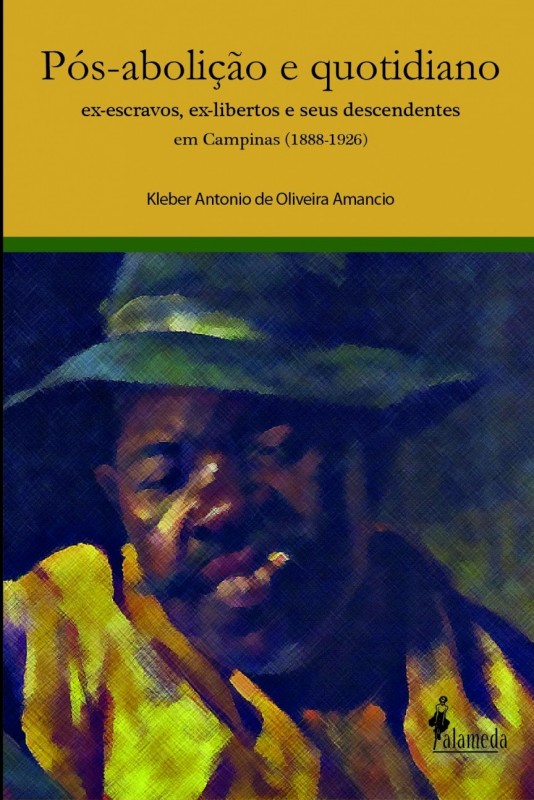 Pós-abolição e quotidiano
ex-escravos, ex-libertos e seus descendentes
em Campinas (1888-1926)
Kleber Antonio de Oliveira Amancio
alameda